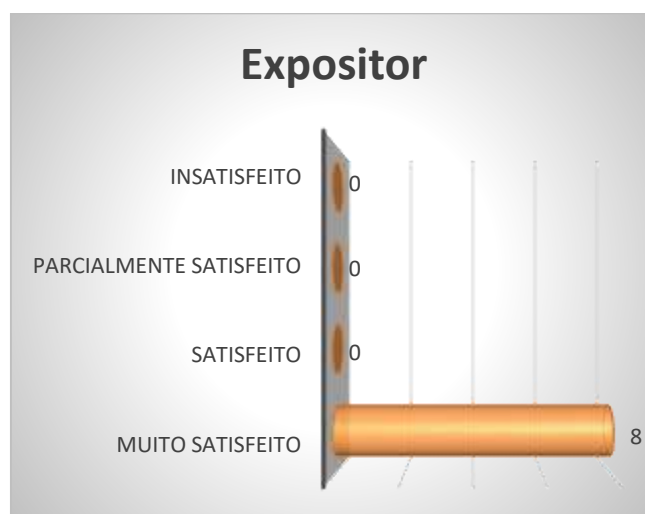 Expositor
INSATISFEITO 0
PARCIALMENTE SATISFEITO 0
SATISFEITO 0
MUITO SATISFEITO 8